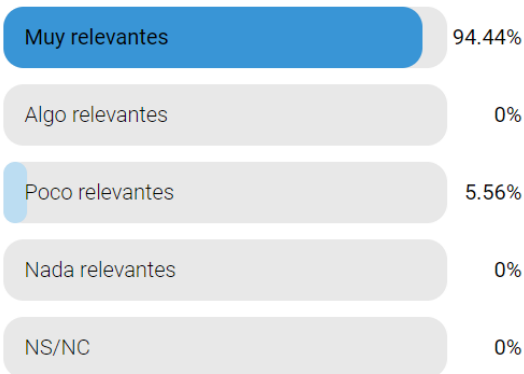 Muy relevantes 94.44%
Algo relevantes 0%
Poco relevantes 5.56%
Nada relevantes 0%
NS/NC 0%